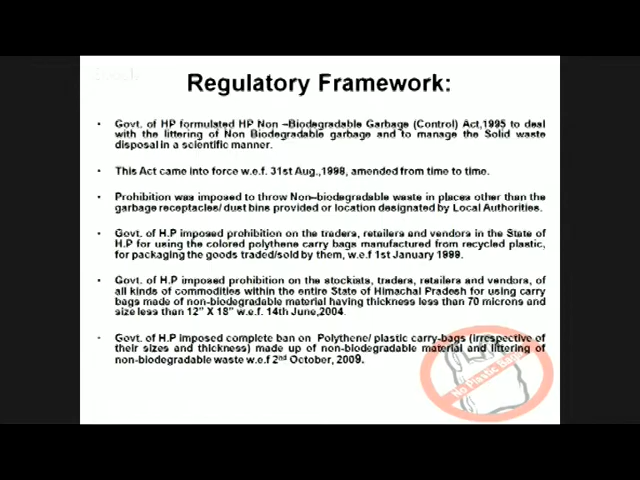 Regulatory Framework:
• Govt. of HP formulated HP Non –Biodegradable Garbage (Control) Act,1995 to deal
with the littering of Non Biodegradable garbage and to manage the Solid waste
disposal in a scientific manner.
• This Act came into force w.e.f. 31st Aug.,1998, amended from time to time.
• Prohibition was imposed to throw Non–biodegradable waste in places other than the
garbage receptacles/ dust bins provided or location designated by Local Authorities.
• Govt. of H.P imposed prohibition on the traders, retailers and vendors in the State of
H.P for using the colored polythene carry bags manufactured from recycled plastic,
for packaging the goods traded/sold by them, w.e.f 1st January 1999.
• Govt. of H.P imposed prohibition on the stockists, traders, retailers and vendors, of
all kinds of commodities within the entire State of Himachal Pradesh for using carry
bags made of non-biodegradable material having thickness less than 70 microns and
size less than 12" X 18" w.e.f. 14th June,2004.
• Govt. of H.P imposed complete ban on Polythene/ plastic carry-bags (irrespective of
their sizes and thickness) made up of non-biodegradable material and littering of
non-biodegradable waste w.e.f 2nd October, 2009.
No Plastic Bags